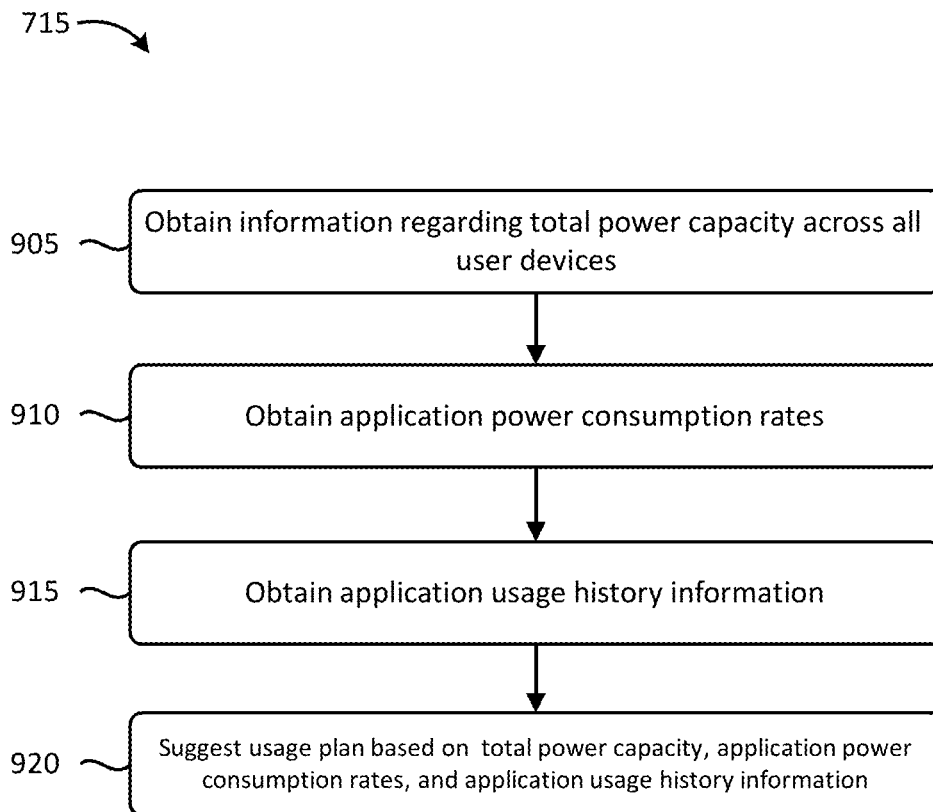 715
905
Obtain information regarding total power capacity across all
user devices
910
Obtain application power consumption rates
915
Obtain application usage history information
920
Suggest usage plan based on total power capacity, application power
consumption rates, and application usage history information